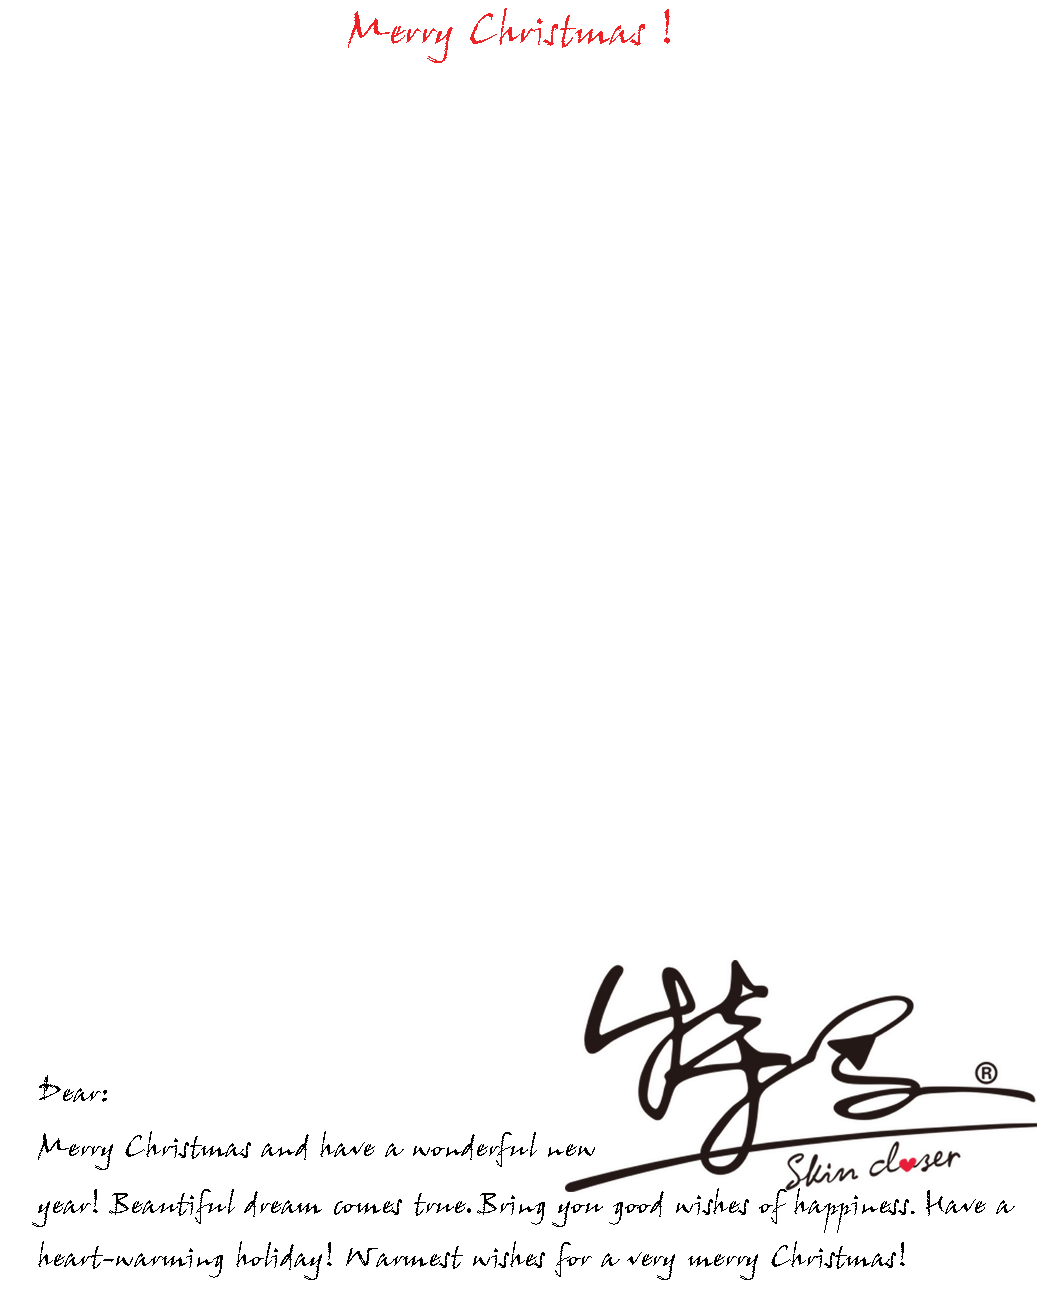 Merry Christmas !
特
®
Skin closer
Dear:
Merry Christmas and have a wonderful new
year! Beautiful dream comes true. Bring you good wishes of happiness. Have a
heart-warming holiday! Warmest wishes for a very merry Christmas!